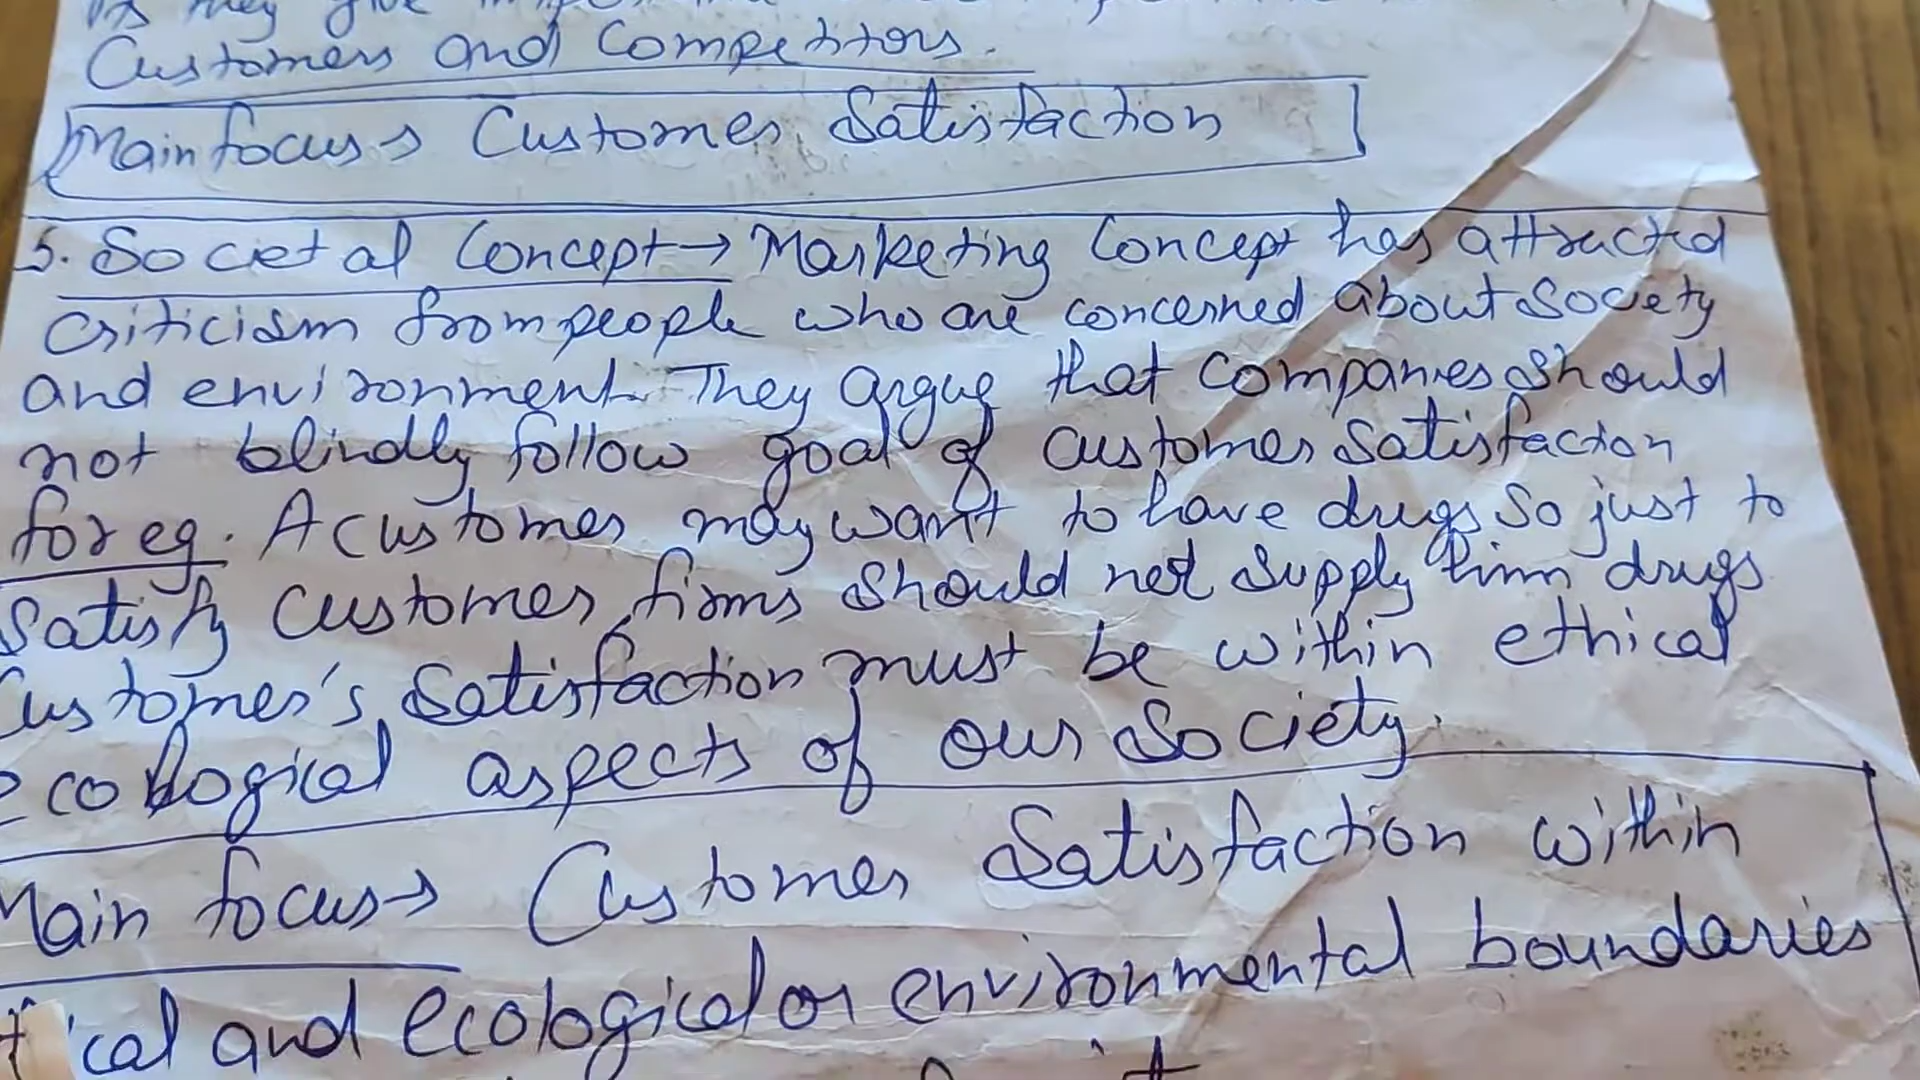 they give
Customers and Competitors.
Main focus → Customer Satisfaction
5. Societal Concept → Marketing Concept has attracted
criticism from people who are concerned about Society
and environment. They argue that Companies should
not blindly follow goal of customer satisfaction
for eg. A customer may want to have drugs so just to
satisfy customer, firms should not supply him drugs
Customer's satisfaction must be within ethical
Ecological aspects of our Society.
Main focus → Customer Satisfaction within
ical and ecological or environmental boundaries